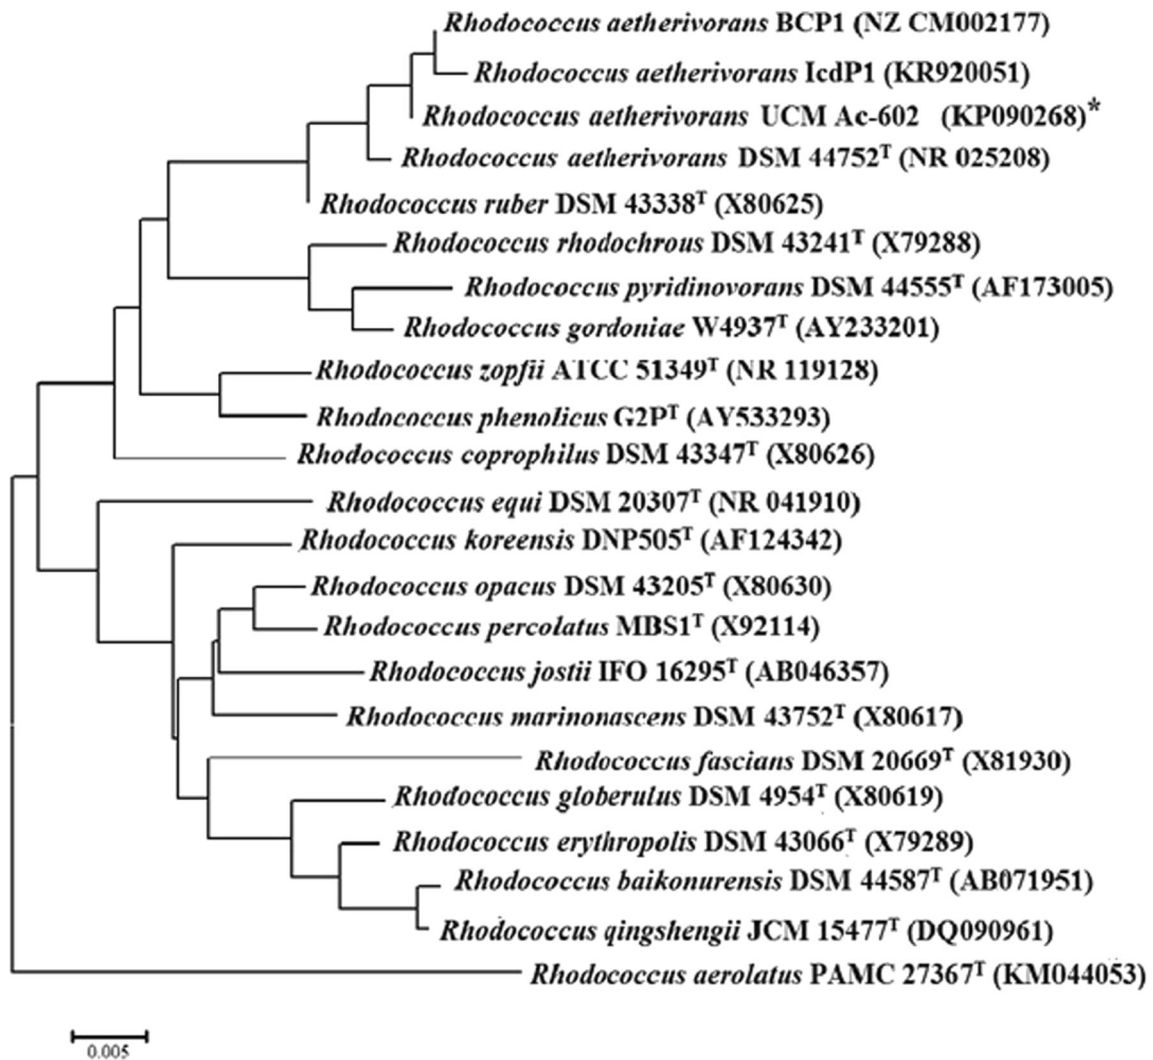 Rhodococcus aetherivorans BCP1 (NZ CM002177)
Rhodococcus aetherivorans IcdP1 (KR920051)
Rhodococcus aetherivorans UCM Ac-602 (KP090268)*
Rhodococcus aetherivorans DSM 44752ᵀ (NR 025208)
Rhodococcus ruber DSM 43338ᵀ (X80625)
Rhodococcus rhodochrous DSM 43241ᵀ (X79288)
Rhodococcus pyridinovorans DSM 44555ᵀ (AF173005)
Rhodococcus gordoniae W4937ᵀ (AY233201)
Rhodococcus zopfii ATCC 51349ᵀ (NR 119128)
Rhodococcus phenolicus G2Pᵀ (AY533293)
Rhodococcus coprophilus DSM 43347ᵀ (X80626)
Rhodococcus equi DSM 20307ᵀ (NR 041910)
Rhodococcus koreensis DNP505ᵀ (AF124342)
Rhodococcus opacus DSM 43205ᵀ (X80630)
Rhodococcus percolatus MBS1ᵀ (X92114)
Rhodococcus jostii IFO 16295ᵀ (AB046357)
Rhodococcus marinonascens DSM 43752ᵀ (X80617)
Rhodococcus fascians DSM 20669ᵀ (X81930)
Rhodococcus globerulus DSM 4954ᵀ (X80619)
Rhodococcus erythropolis DSM 43066ᵀ (X79289)
Rhodococcus baikonurensis DSM 44587ᵀ (AB071951)
Rhodococcus qingshengii JCM 15477ᵀ (DQ090961)
Rhodococcus aerolatus PAMC 27367ᵀ (KM044053)
0.005